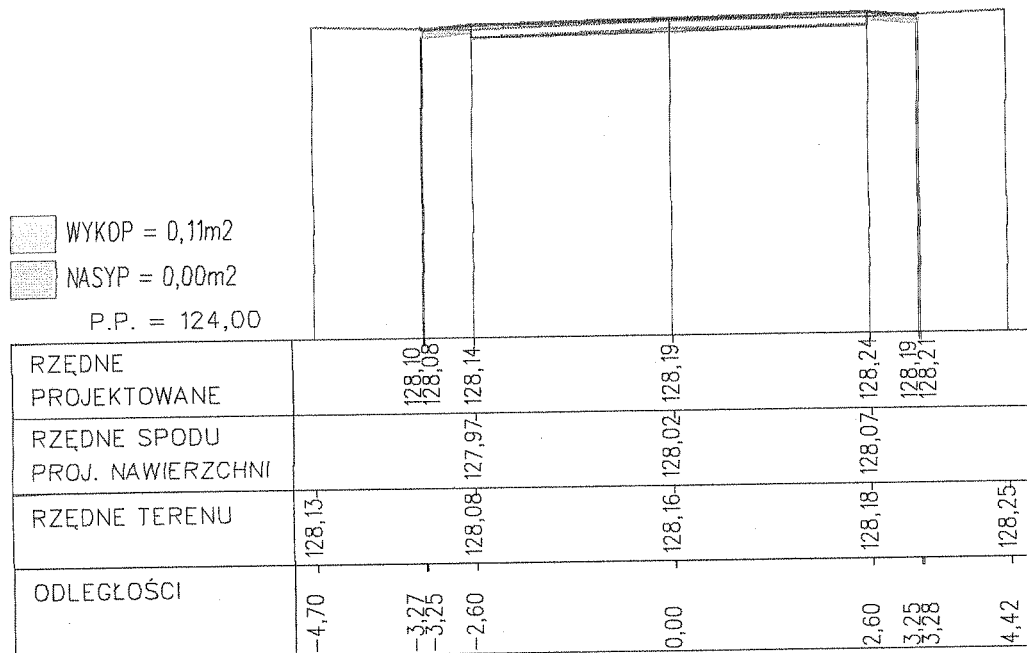 WYKOP = 0,11m2
NASYP = 0,00m2
P.P. = 124,00
RZĘDNE PROJEKTOWANE
128,10 128,08 128,14 128,19 128,24 128,19 128,21
RZĘDNE SPODU PROJ. NAWIERZCHNI
127,97 128,02 128,07
RZĘDNE TERENU
128,13 128,08 128,16 128,18 128,25
ODLEGŁOŚCI
-4,70 -3,27 -3,25 -2,60 0,00 2,60 3,25 3,28 4,42